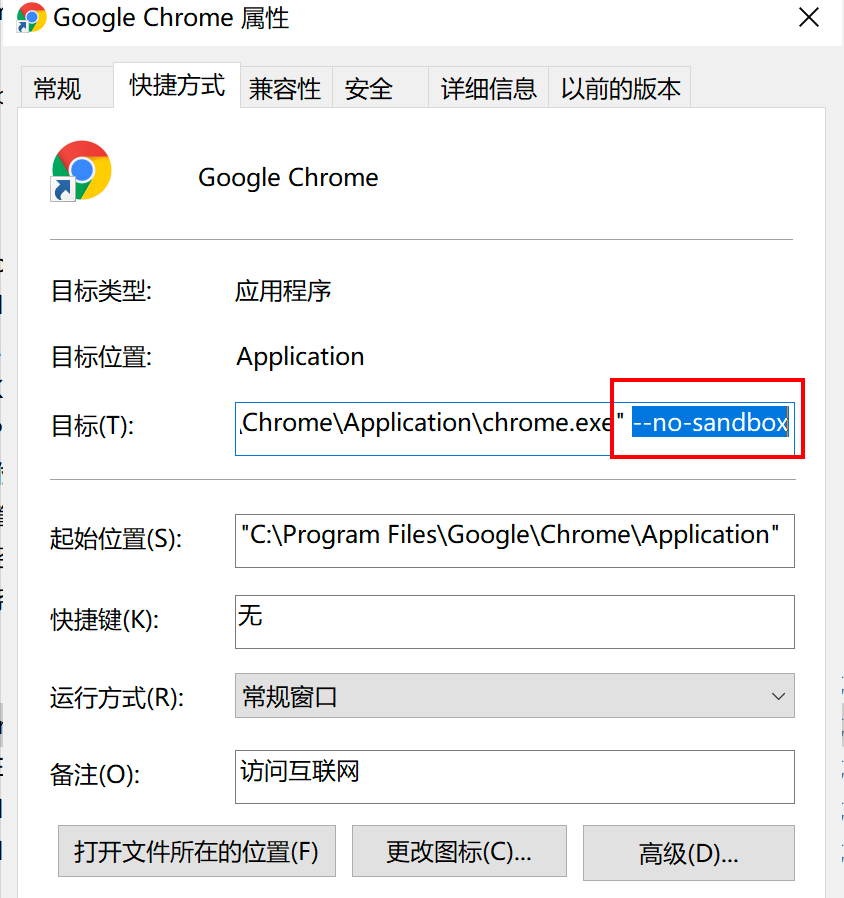 Google Chrome 属性
常规 快捷方式 兼容性 安全 详细信息 以前的版本
Google Chrome
目标类型: 应用程序
目标位置: Application
目标(T): \Chrome\Application\chrome.exe" --no-sandbox
起始位置(S): "C:\Program Files\Google\Chrome\Application"
快捷键(K): 无
运行方式(R): 常规窗口
备注(O): 访问互联网
打开文件所在的位置(F) 更改图标(C)... 高级(D)...